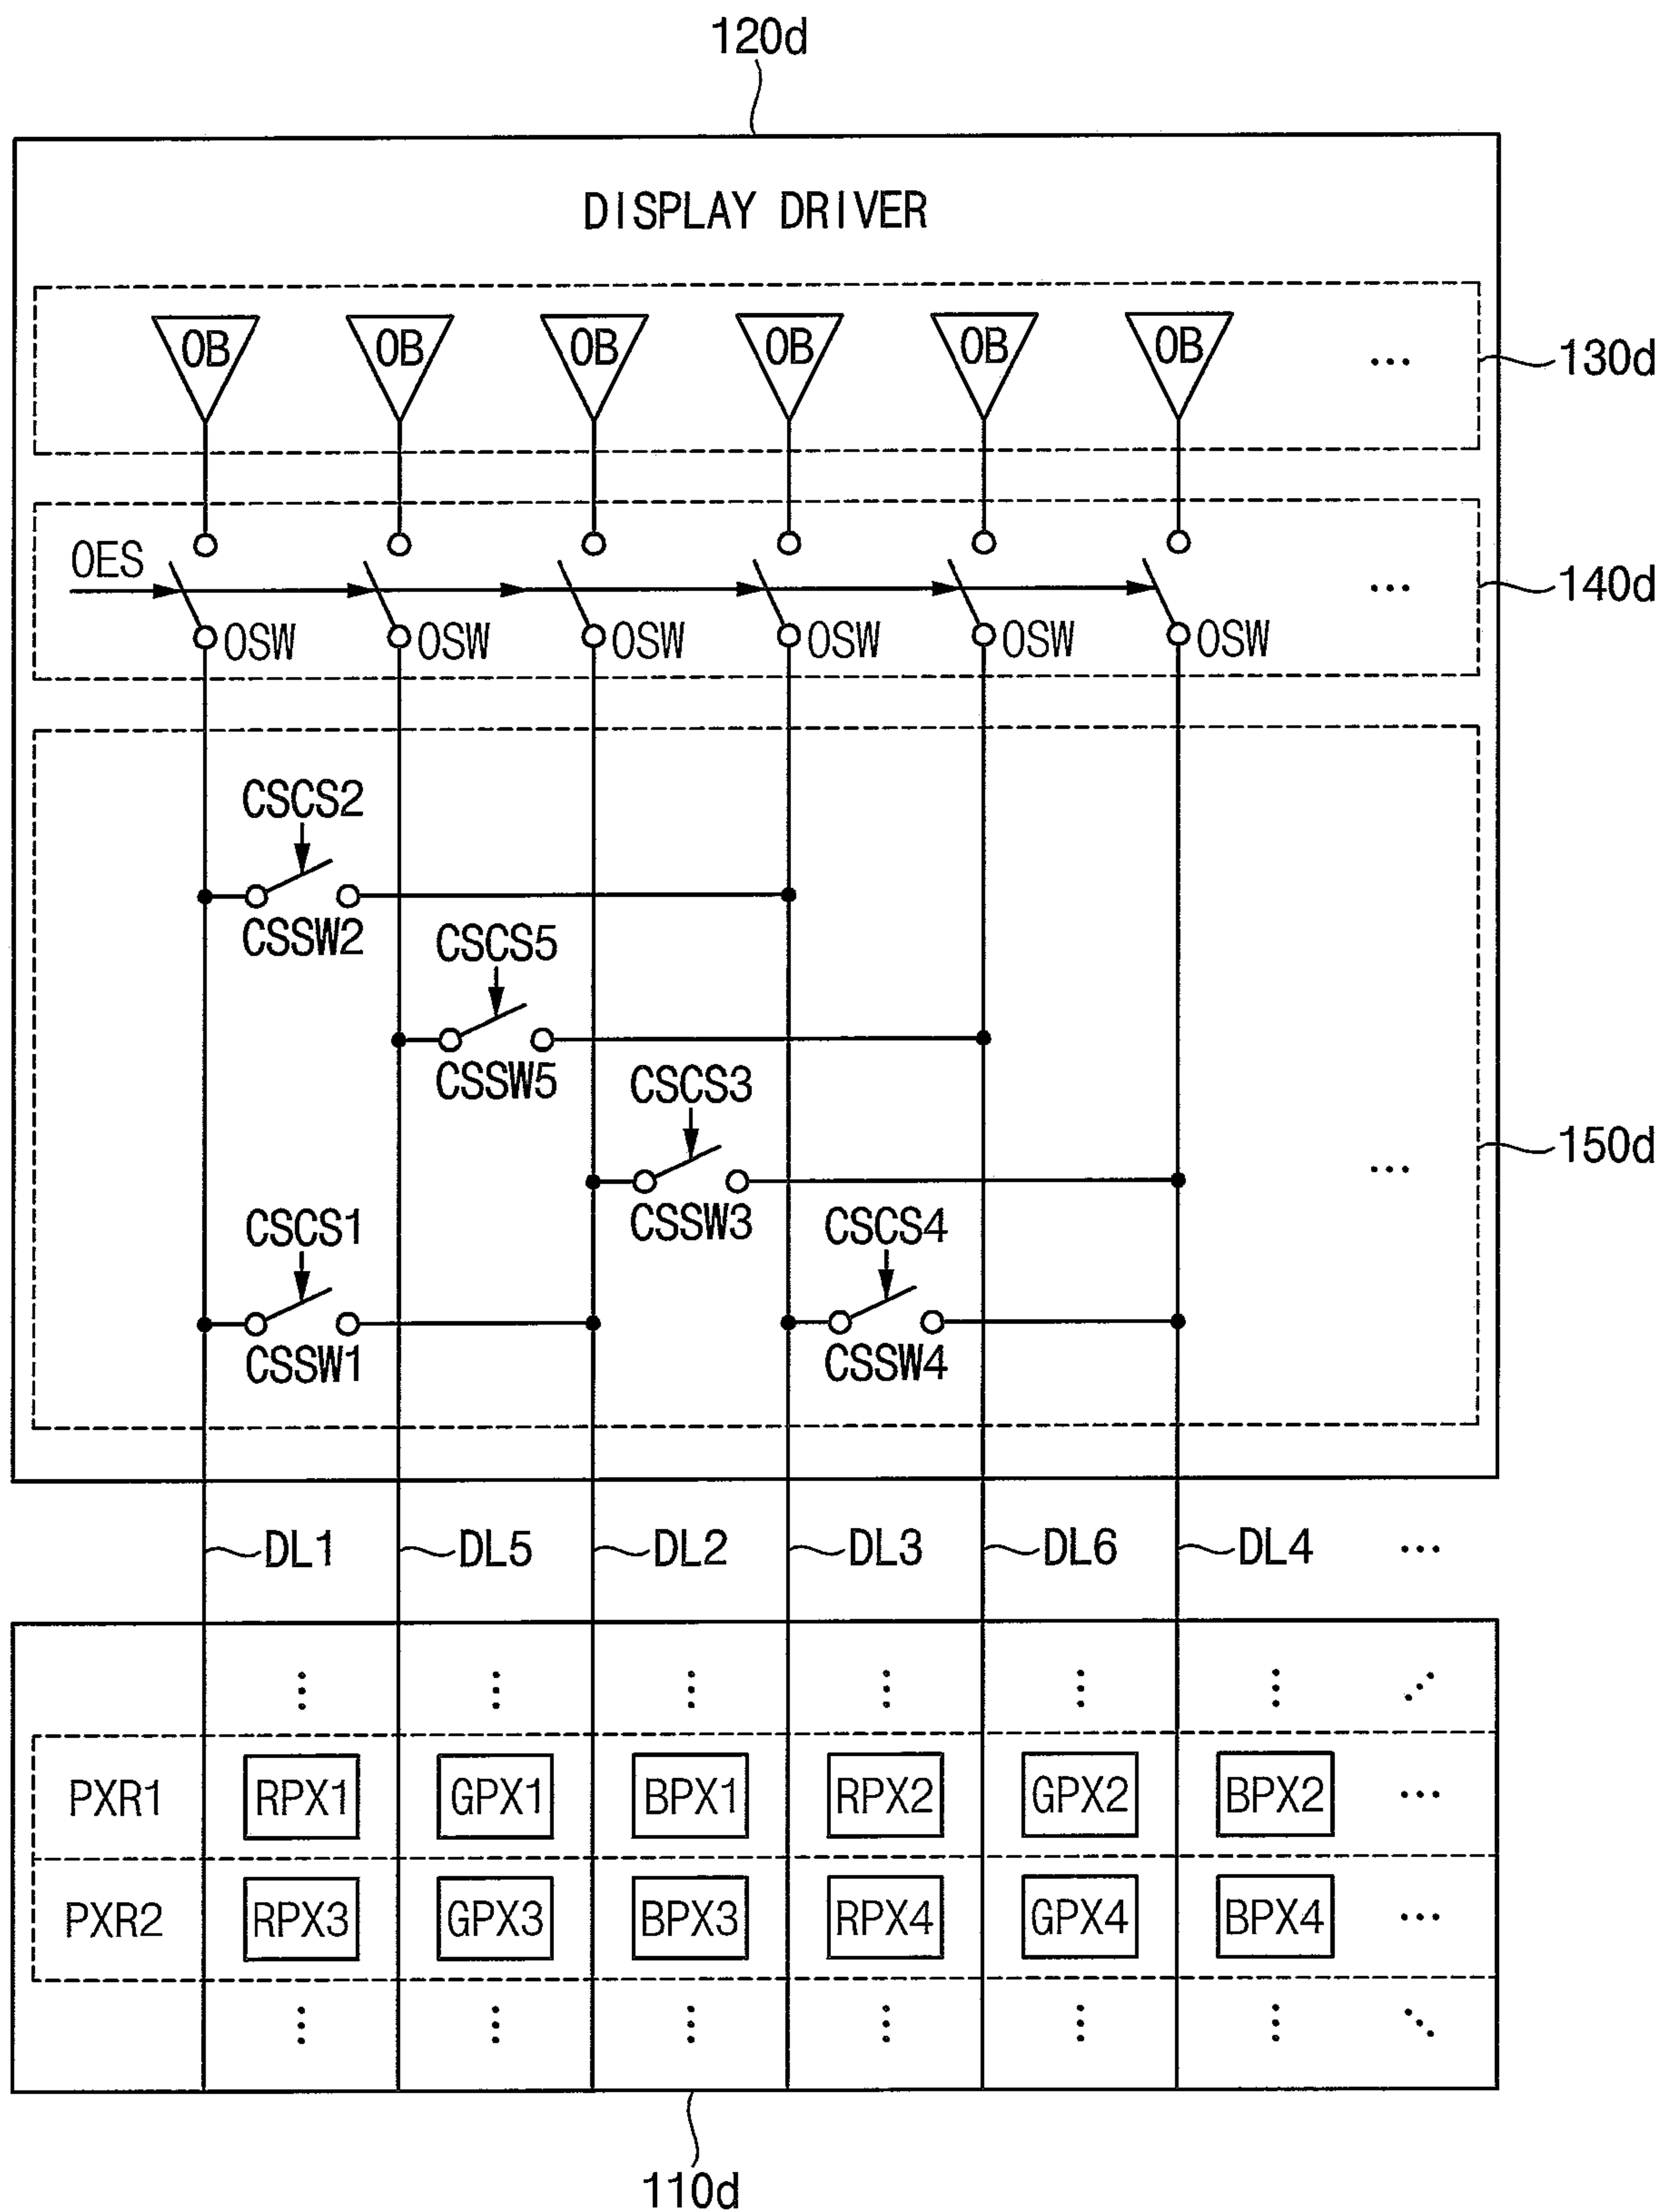 120d
DISPLAY DRIVER
OB OB OB OB OB OB ... 130d
OES
OSW OSW OSW OSW OSW OSW ... 140d
CSCS2
CSSW2
CSCS5
CSSW5
CSCS3
CSSW3
... 150d
CSCS1
CSSW1
CSCS4
CSSW4
DL1 DL5 DL2 DL3 DL6 DL4 ...
PXR1 RPX1 GPX1 BPX1 RPX2 GPX2 BPX2 ...
PXR2 RPX3 GPX3 BPX3 RPX4 GPX4 BPX4 ...
110d